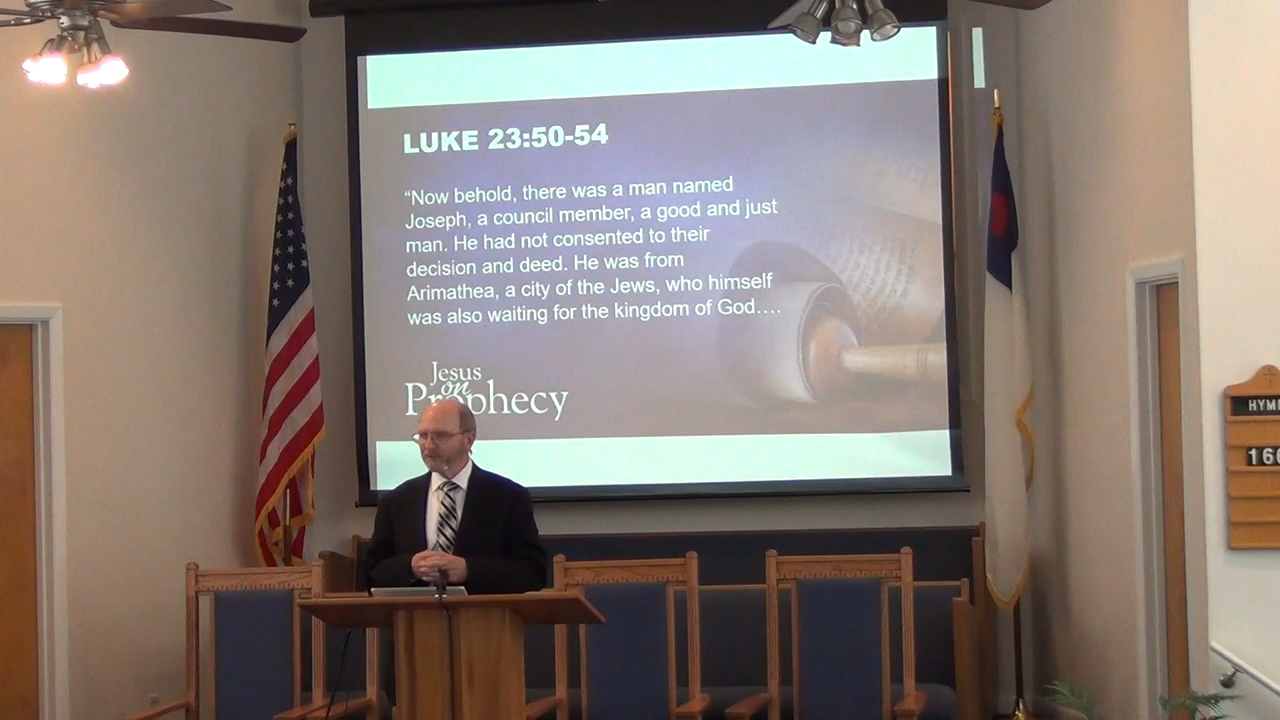 LUKE 23:50-54
“Now behold, there was a man named
Joseph, a council member, a good and just
man. He had not consented to their
decision and deed. He was from
Arimathea, a city of the Jews, who himself
was also waiting for the kingdom of God….
Jesus
on
Prophecy
HYM
166